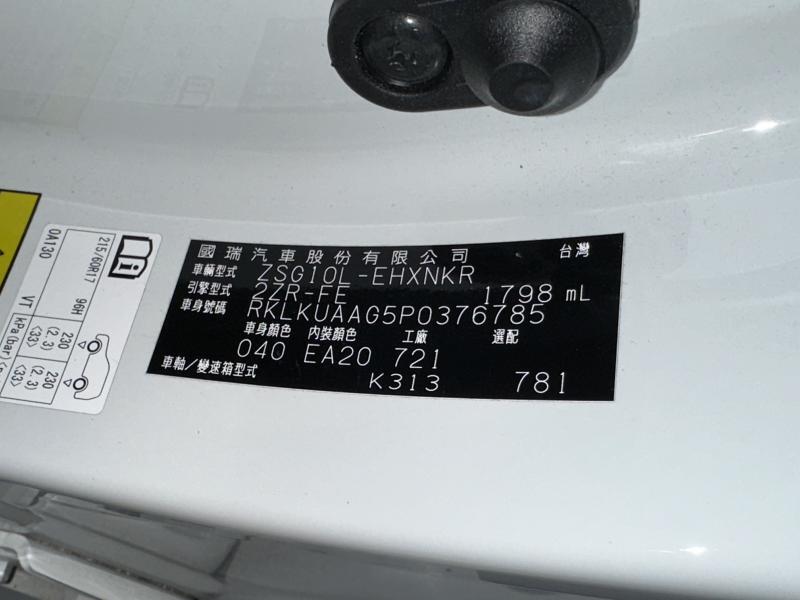 國瑞汽車股份有限公司 台灣
車輛型式 ZSG10L-EHXNKR
引擎型式 2ZR-FE 1798 mL
車身號碼 RKLKUAAG5P0376785
車身顏色 內裝顏色 工廠 選配
040 EA20 721
車軸/變速箱型式 K313 781
215/60R17 96H
0A130 V1 kPa/bar
230 (2.3) <33>
230 (2.3) <33>